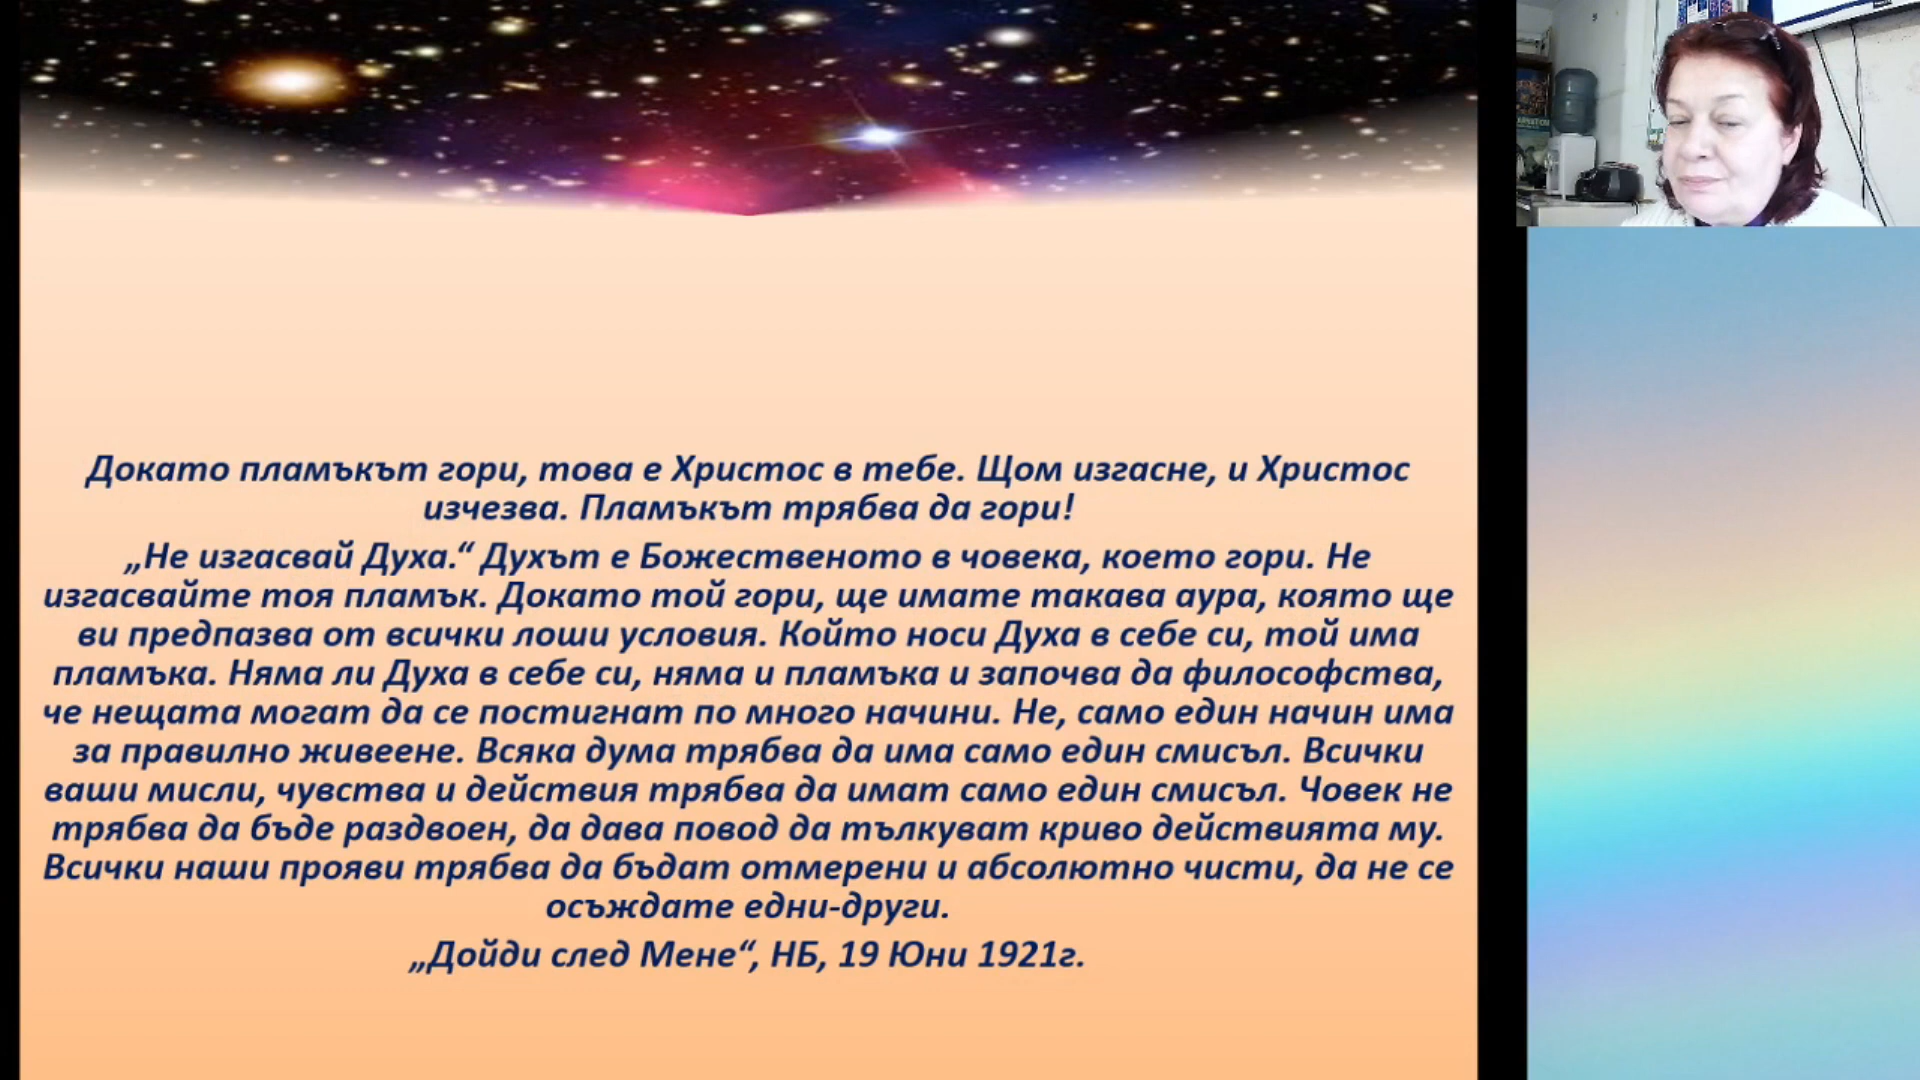 Докато пламъкът гори, това е Христос в тебе. Щом изгасне, и Христос
изчезва. Пламъкът трябва да гори!
„Не изгасвай Духа.“ Духът е Божественото в човека, което гори. Не
изгасвайте тоя пламък. Докато той гори, ще имате такава аура, която ще
ви предпазва от всички лоши условия. Който носи Духа в себе си, той има
пламъка. Няма ли Духа в себе си, няма и пламъка и започва да философства,
че нещата могат да се постигнат по много начини. Не, само един начин има
за правилно живеене. Всяка дума трябва да има само един смисъл. Всички
ваши мисли, чувства и действия трябва да имат само един смисъл. Човек не
трябва да бъде раздвоен, да дава повод да тълкуват криво действията му.
Всички наши прояви трябва да бъдат отмерени и абсолютно чисти, да не се
осъждате едни-други.
„Дойди след Мене“, НБ, 19 Юни 1921г.